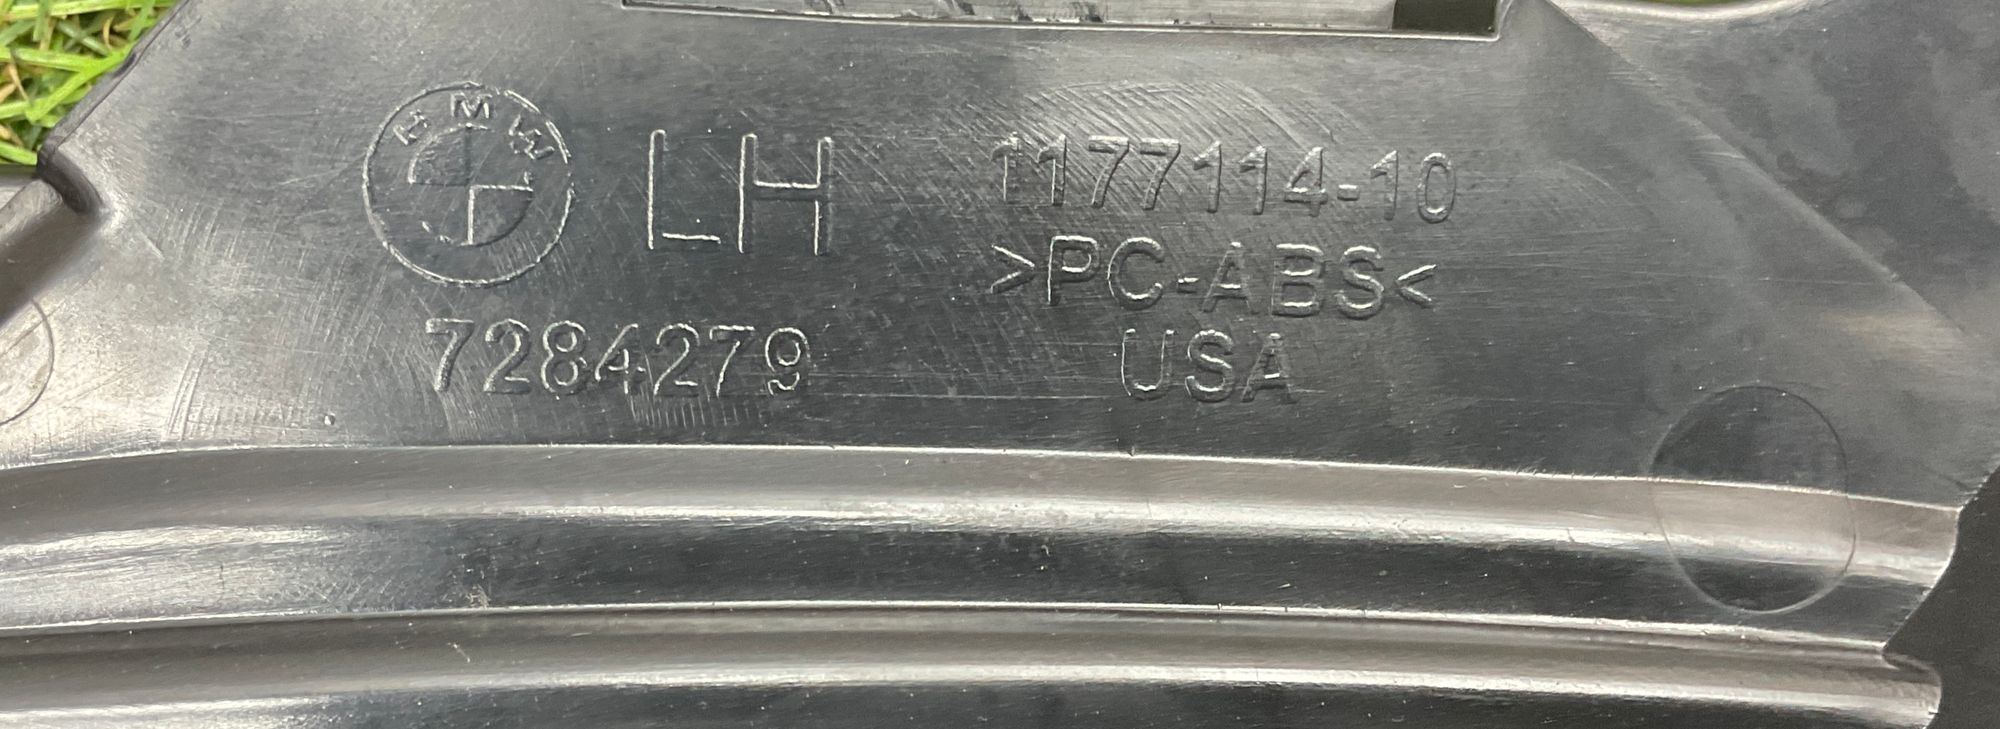 BMW
LH
7284279
1177114-10
>PC-ABS<
USA